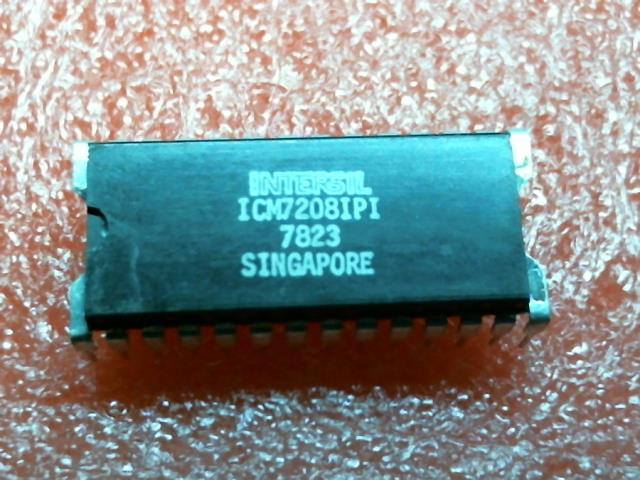 INTERSIL
ICM7208IPI
7823
SINGAPORE